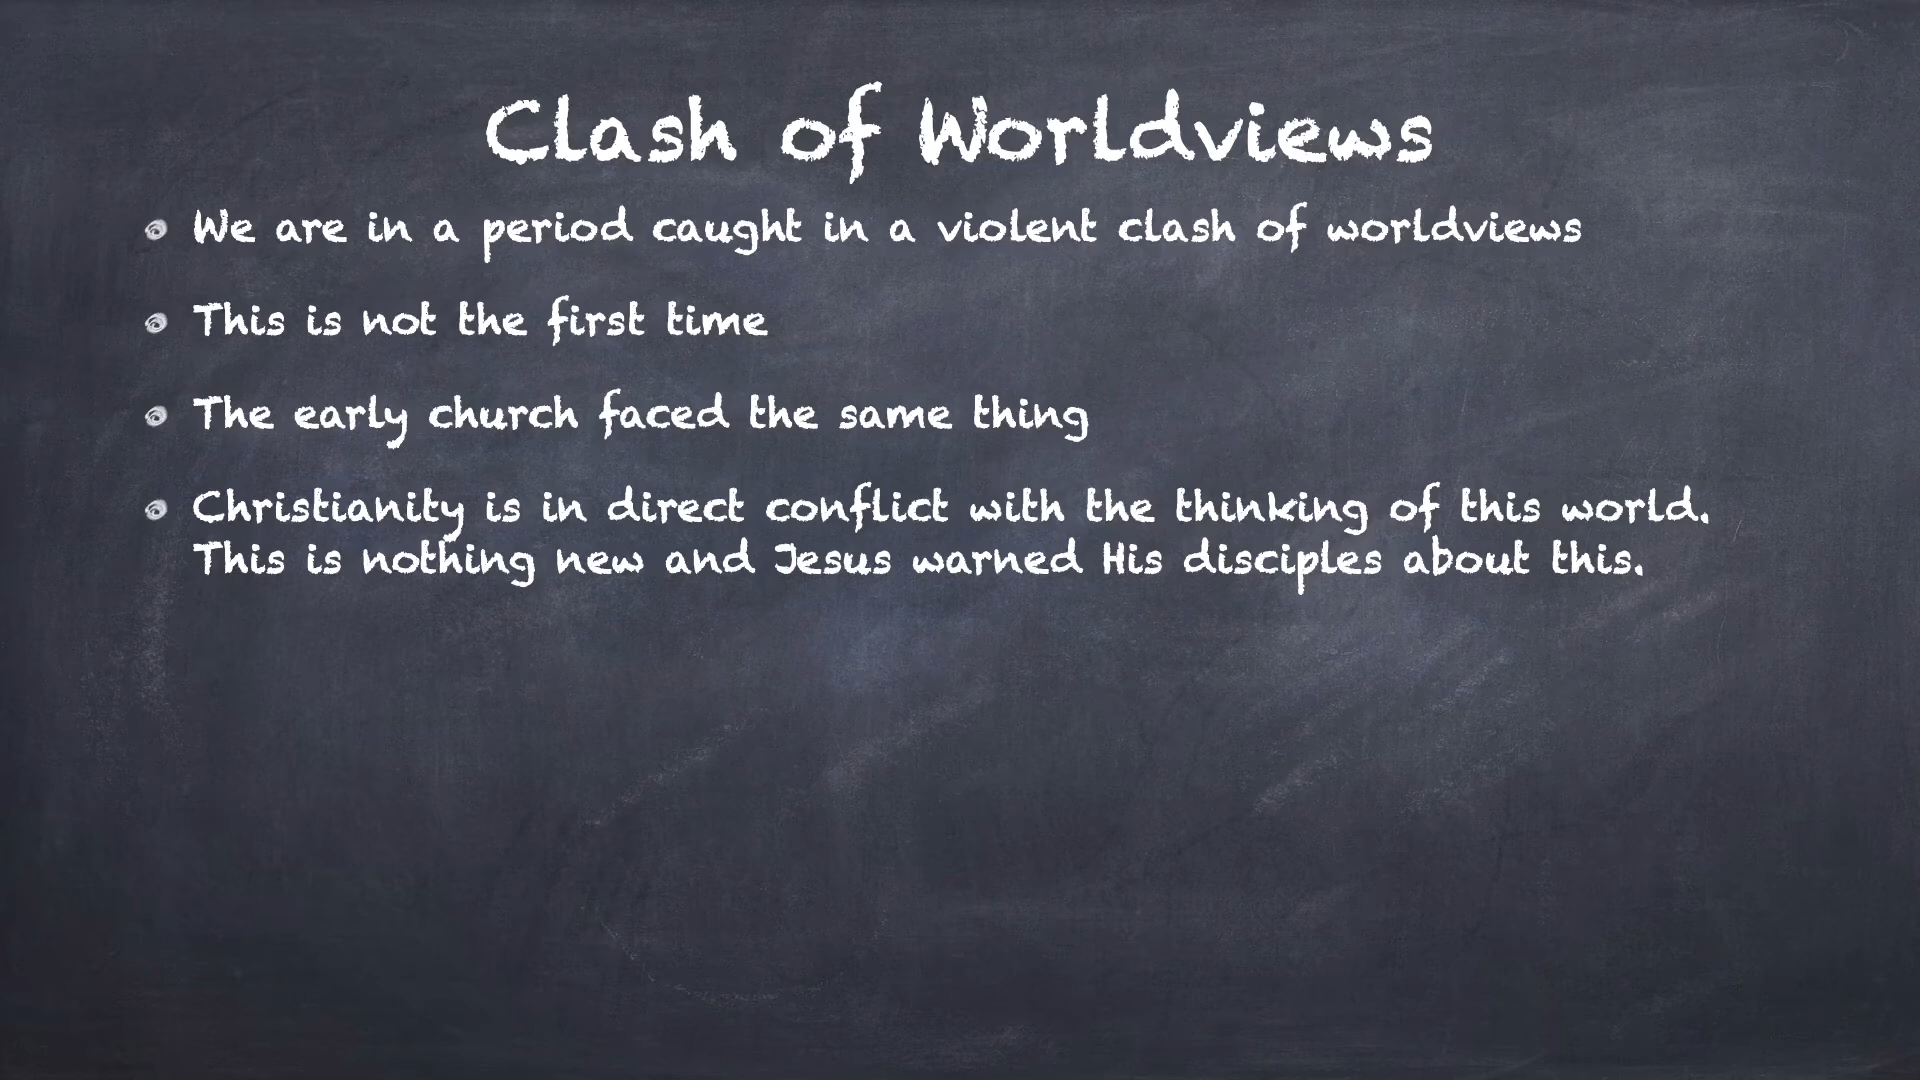 Clash of Worldviews
We are in a period caught in a violent clash of worldviews
This is not the first time
The early church faced the same thing
Christianity is in direct conflict with the thinking of this world.
This is nothing new and Jesus warned His disciples about this.